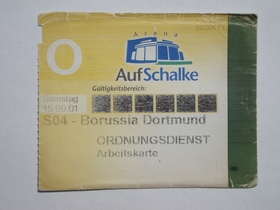 Arena
O
AufSchalke
Gültigkeitsbereich:
Samstag
15.09.01
S04 - Borussia Dortmund
ORDNUNGSDIENST
Arbeitskarte